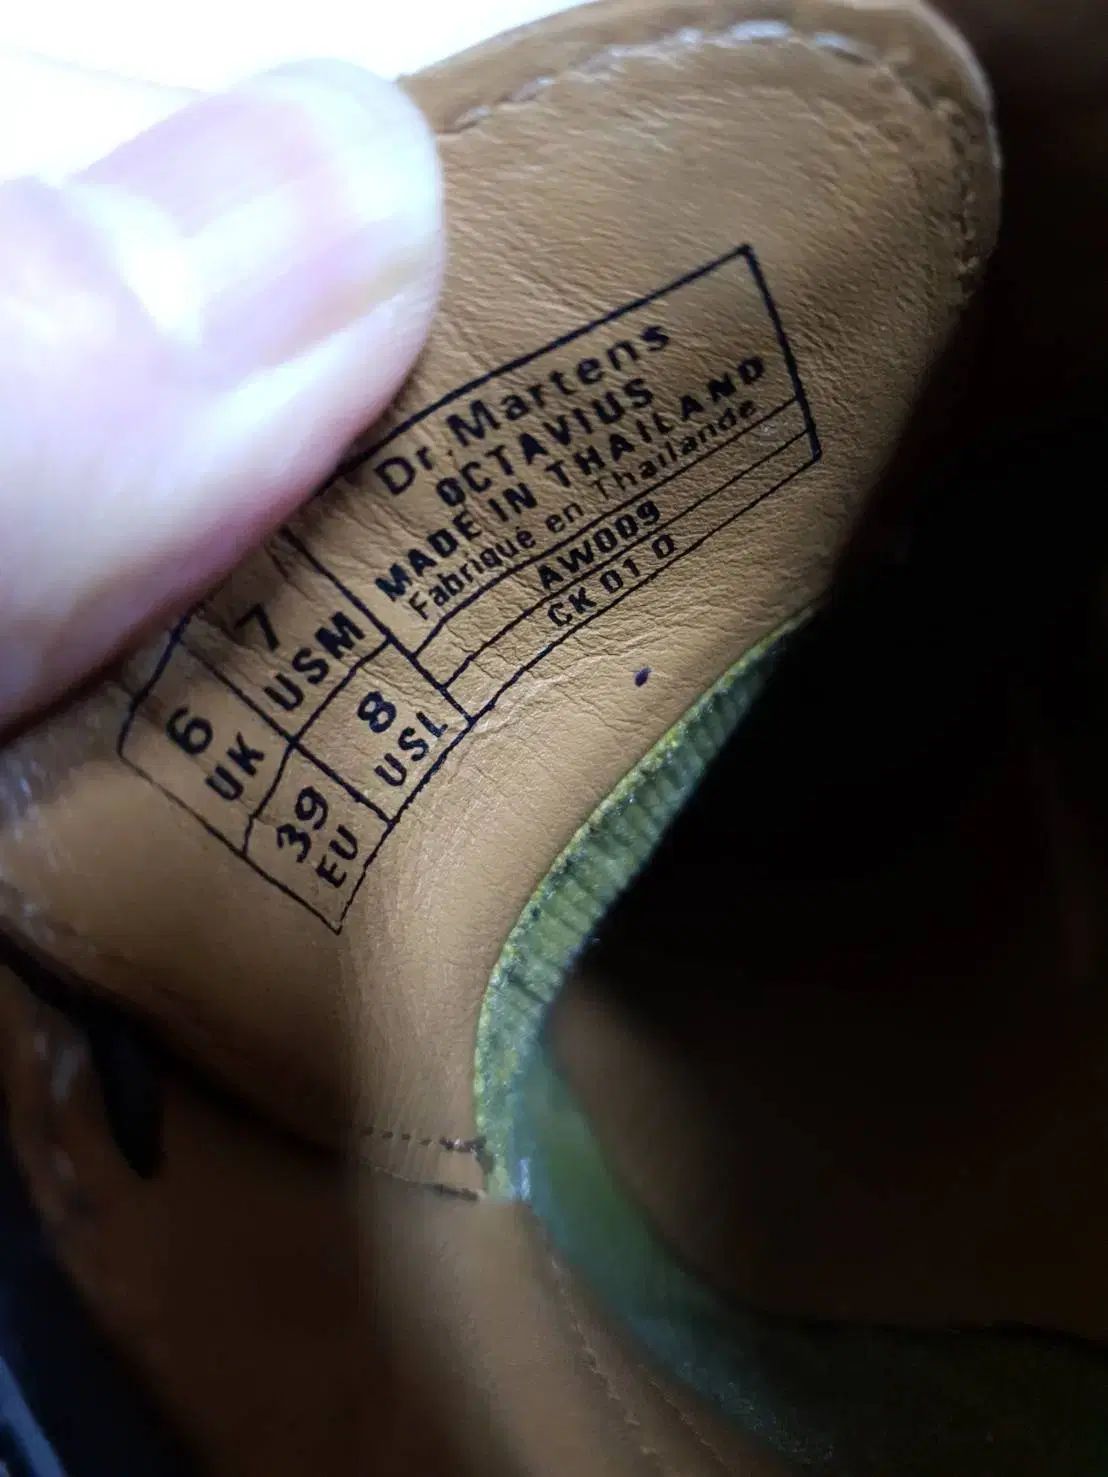 Dr. Martens
OCTAVIUS
MADE IN THAILAND
Fabriqué en Thaïlande
AW009
CK 01 0
6
UK
7
USM
39
EU
8
USL